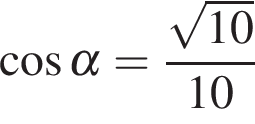 cos α = √10/10